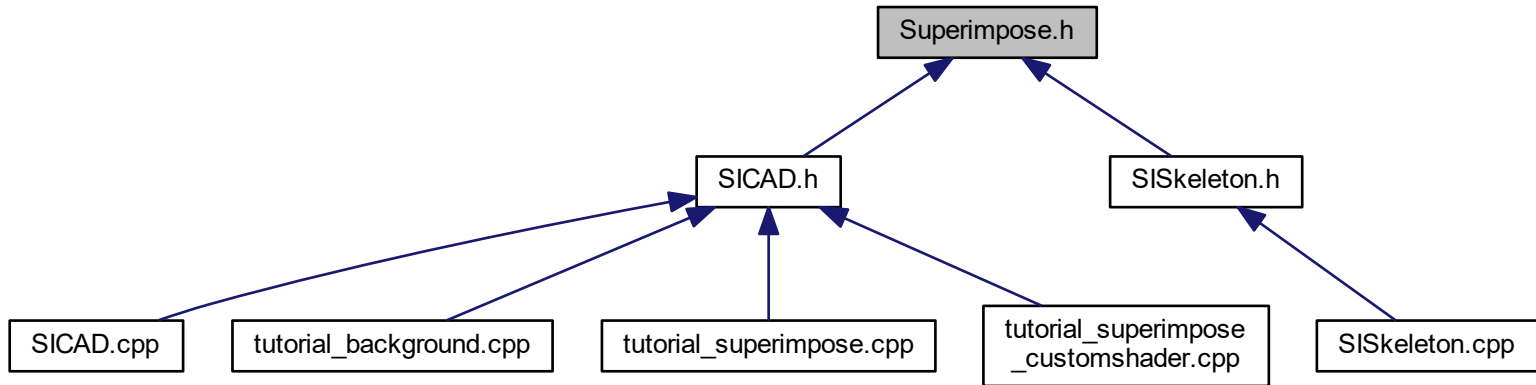 Superimpose.h
SICAD.h
SISkeleton.h
SICAD.cpp
tutorial_background.cpp
tutorial_superimpose.cpp
tutorial_superimpose
_customshader.cpp
SISkeleton.cpp